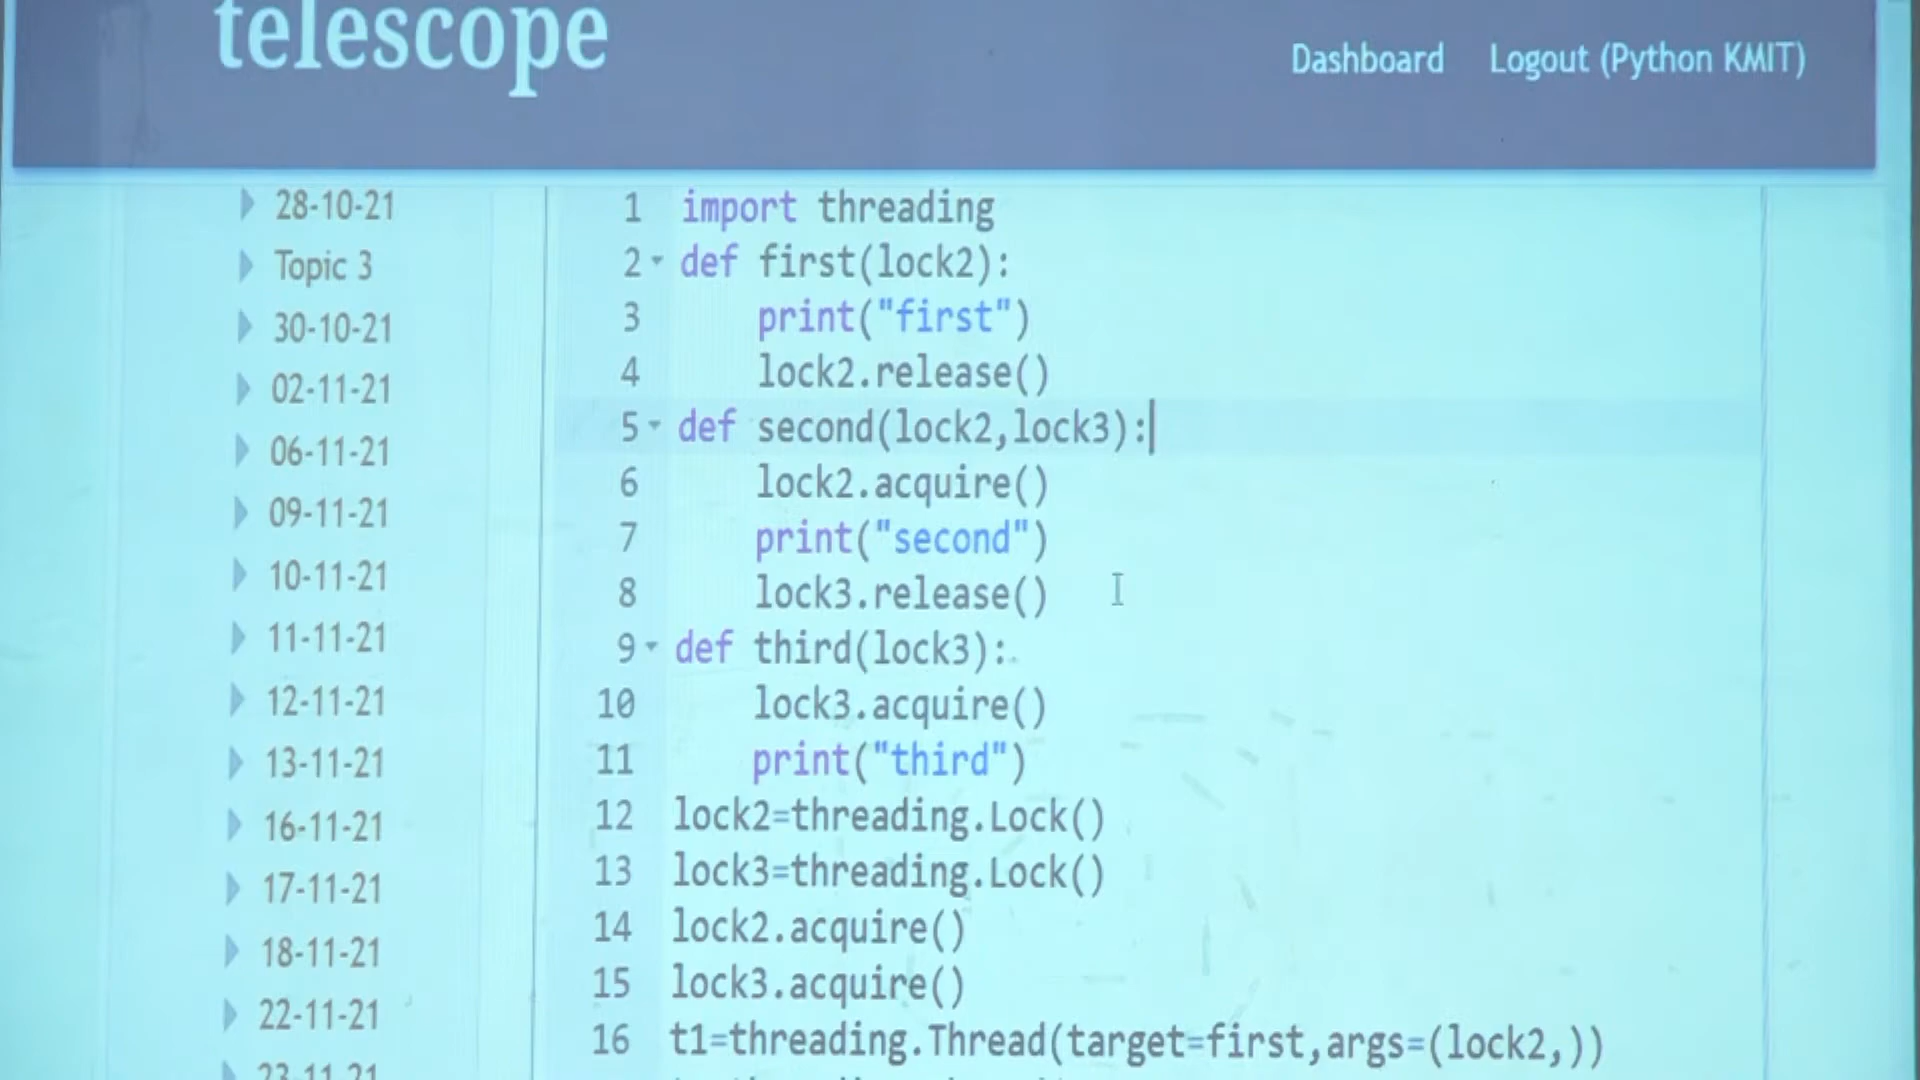 telescope
Dashboard Logout (Python KMIT)
28-10-21
Topic 3
30-10-21
02-11-21
06-11-21
09-11-21
10-11-21
11-11-21
12-11-21
13-11-21
16-11-21
17-11-21
18-11-21
22-11-21
23-11-21
1 import threading
2 def first(lock2):
3     print("first")
4     lock2.release()
5 def second(lock2,lock3):
6     lock2.acquire()
7     print("second")
8     lock3.release()
9 def third(lock3):
10     lock3.acquire()
11     print("third")
12 lock2=threading.Lock()
13 lock3=threading.Lock()
14 lock2.acquire()
15 lock3.acquire()
16 t1=threading.Thread(target=first,args=(lock2,))